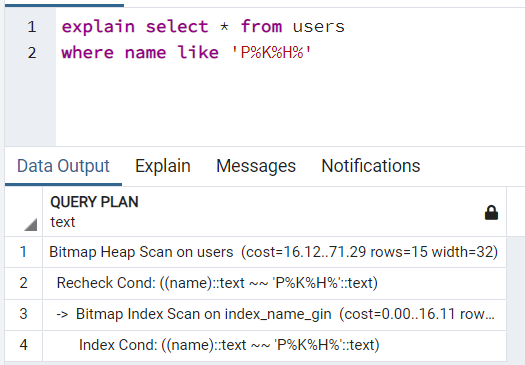 1 explain select * from users
2 where name like 'P%K%H%'
Data Output Explain Messages Notifications
QUERY PLAN
text
1 Bitmap Heap Scan on users (cost=16.12..71.29 rows=15 width=32)
2 Recheck Cond: ((name)::text ~~ 'P%K%H%'::text)
3 -> Bitmap Index Scan on index_name_gin (cost=0.00..16.11 row...
4 Index Cond: ((name)::text ~~ 'P%K%H%'::text)